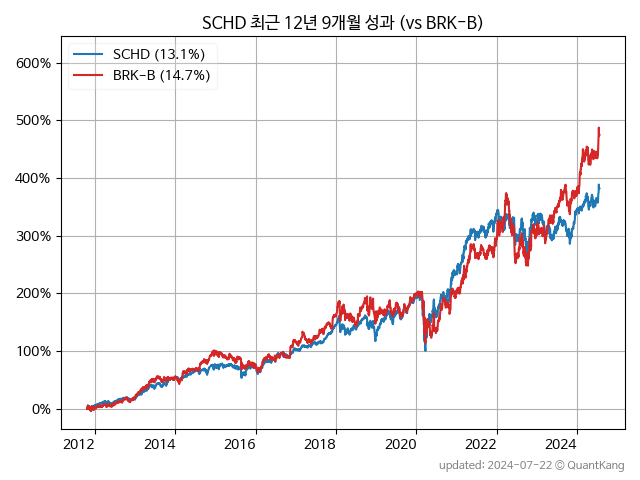 SCHD 최근 12년 9개월 성과 (vs BRK-B)
SCHD (13.1%)
BRK-B (14.7%)
600%
500%
400%
300%
200%
100%
0%
2012 2014 2016 2018 2020 2022 2024
updated: 2024-07-22 © QuantKang